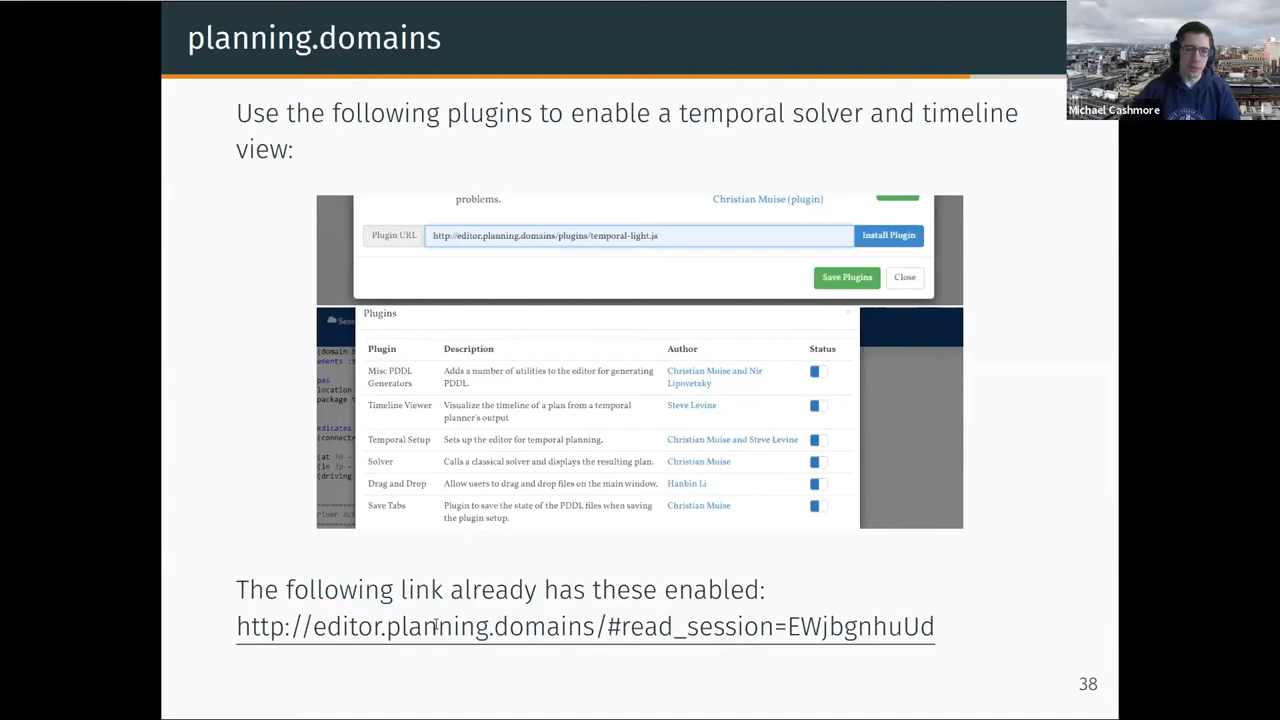 planning.domains
Michael Cashmore
Use the following plugins to enable a temporal solver and timeline
view:
problems.
Christian Muise (plugin)
Plugin URL
http://editor.planning.domains/plugins/temporal-light.js
Install Plugin
Save Plugins
Close
Plugins
Plugin Description Author Status
Misc PDDL Adds a number of utilities to the editor for generating Christian Muise and Nir
Generators PDDL. Lipovetzky
Timeline Viewer Visualize the timeline of a plan from a temporal Steve Levine
planner's output
Temporal Setup Sets up the editor for temporal planning. Christian Muise and Steve Levine
Solver Calls a classical solver and displays the resulting plan. Christian Muise
Drag and Drop Allow users to drag and drop files on the main window. Hanbin Li
Save Tabs Plugin to save the state of the PDDL files when saving Christian Muise
the plugin setup.
(domain
location
package
(at !p -
(in !p -
(driving
The following link already has these enabled:
http://editor.planning.domains/#read_session=EWjbgnhuUd
38